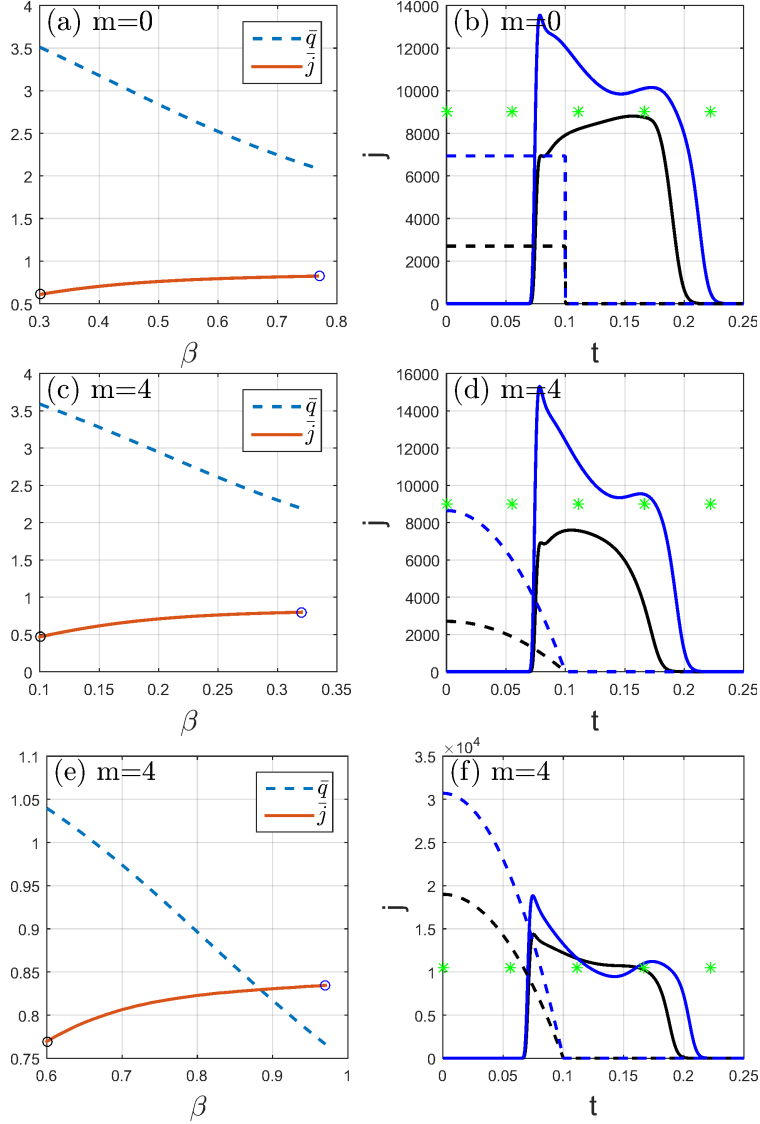 (a) m=0
q̄
j̄
4
3.5
3
2.5
2
1.5
1
0.5
0.3 0.4 0.5 0.6 0.7 0.8
β
(b) m=0
14000
12000
10000
8000
6000
4000
2000
0
j
0 0.05 0.1 0.15 0.2 0.25
t
(c) m=4
q̄
j̄
4
3.5
3
2.5
2
1.5
1
0.5
0
0.1 0.15 0.2 0.25 0.3 0.35
β
(d) m=4
16000
14000
12000
10000
8000
6000
4000
2000
0
j
0 0.05 0.1 0.15 0.2 0.25
t
(e) m=4
q̄
j̄
1.1
1.05
1
0.95
0.9
0.85
0.8
0.75
0.6 0.7 0.8 0.9 1
β
×10⁴
(f) m=4
3.5
3
2.5
2
1.5
1
0.5
0
j
0 0.05 0.1 0.15 0.2 0.25
t